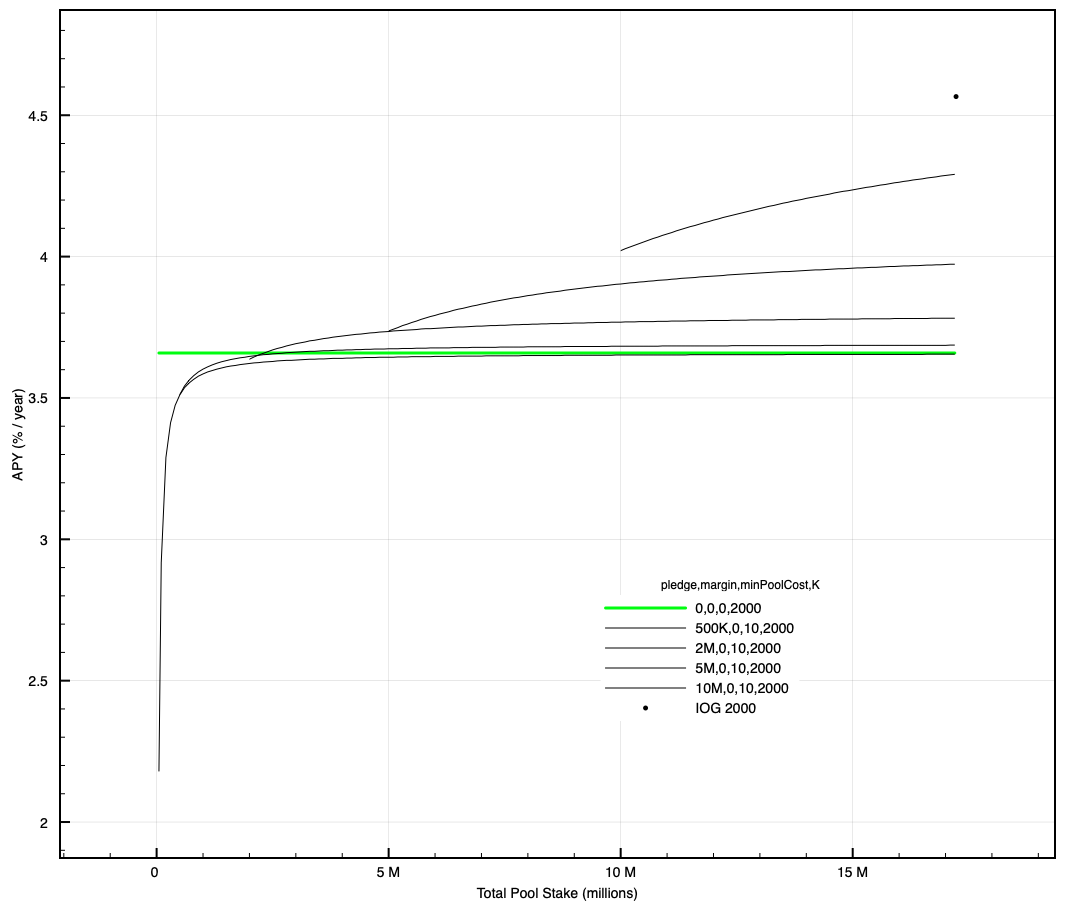 4.5
4
3.5
3
2.5
2
APY (% / year)
pledge,margin,minPoolCost,K
0,0,0,2000
500K,0,10,2000
2M,0,10,2000
5M,0,10,2000
10M,0,10,2000
IOG 2000
0
5 M
10 M
15 M
Total Pool Stake (millions)